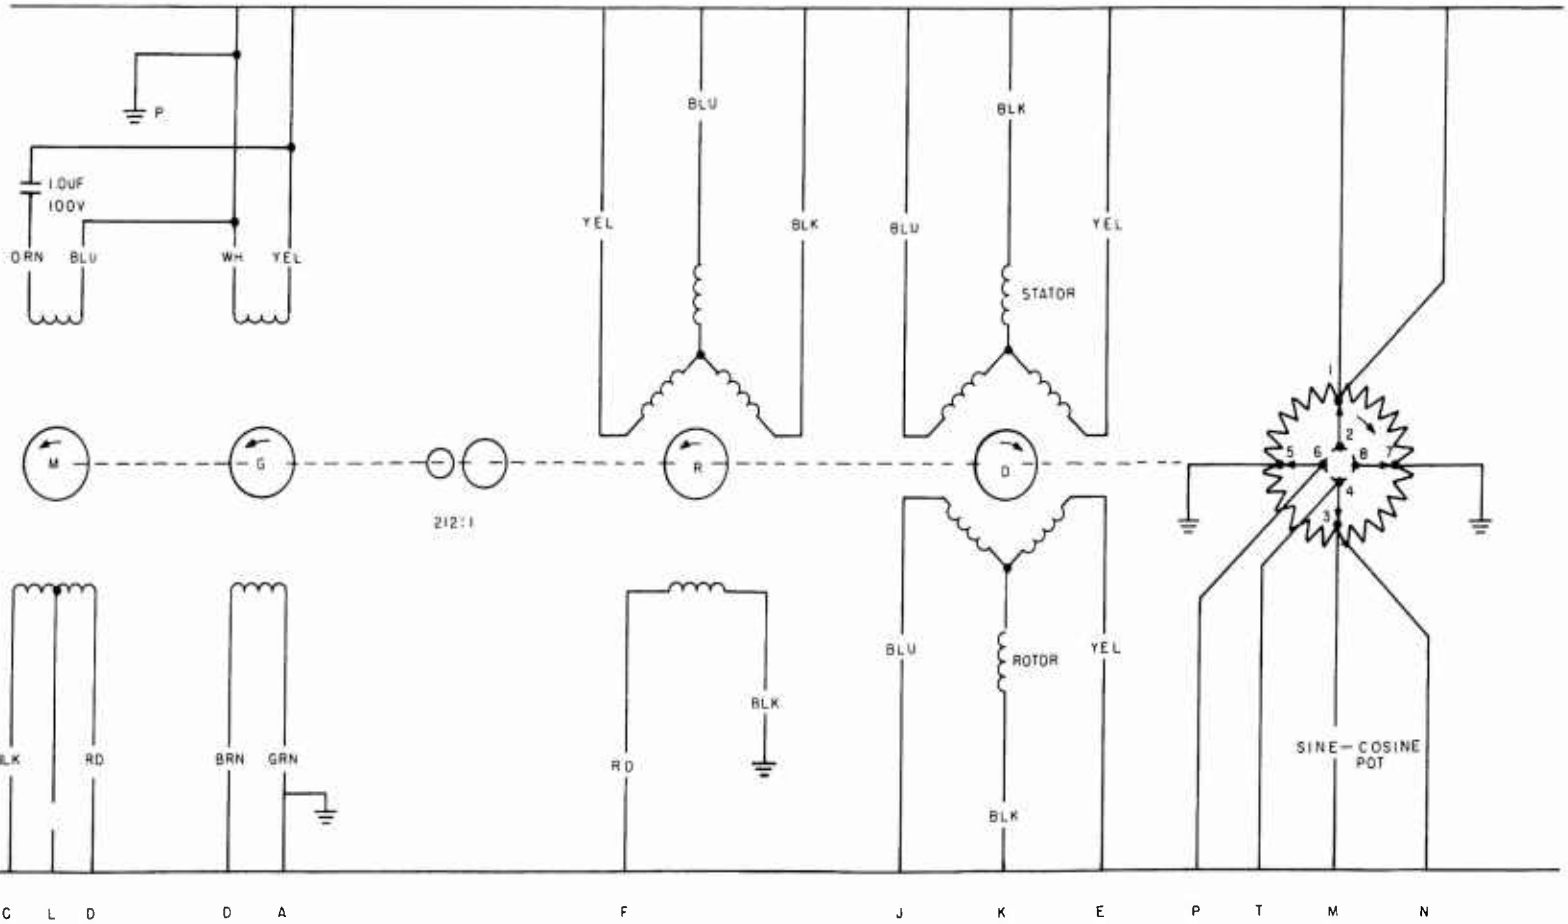 BLU
BLK
P
1.0UF
100V
YEL
BLK
BLU
YEL
ORN
BLU
WH
YEL
STATOR
1
2
M
G
R
D
5
6
8
7
4
3
212:1
BLU
ROTOR
YEL
BLK
LK
RD
BRN
GRN
RD
SINE-COSINE
POT
BLK
L
D
D
A
F
J
K
E
P
T
M
N